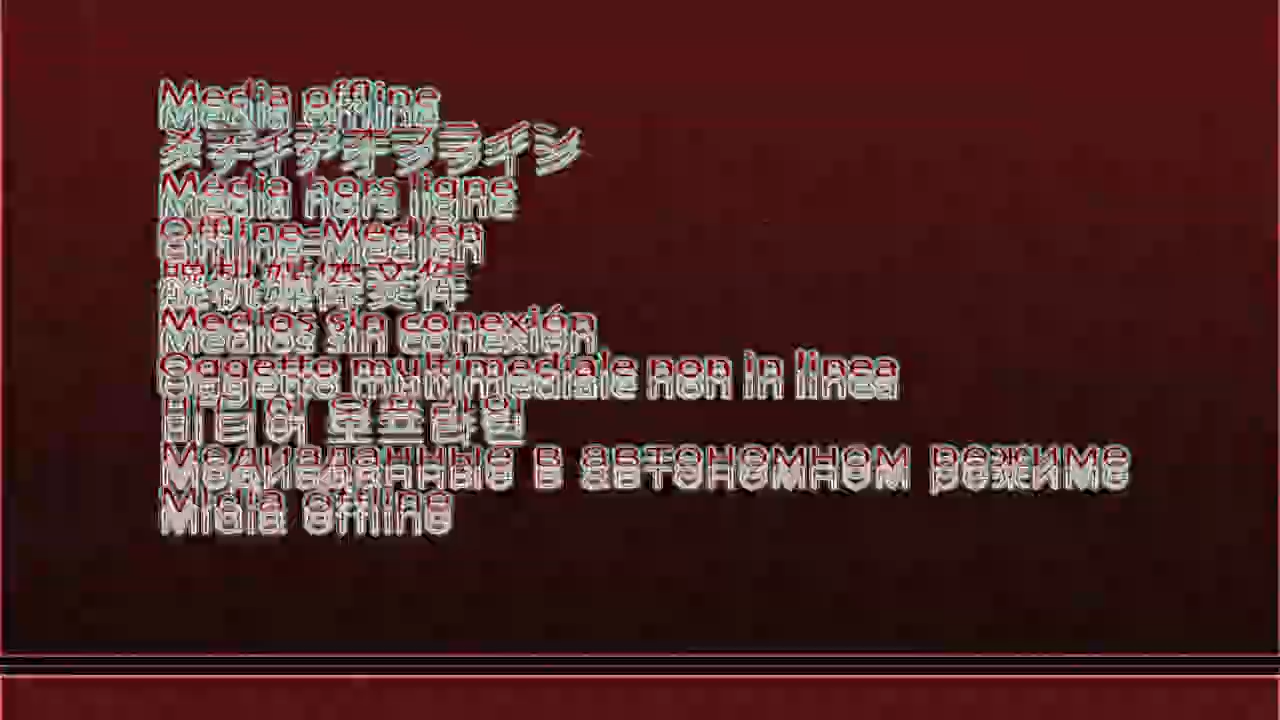 Media offline
メディアオフライン
Média hors ligne
Offline-Medien
脱机媒体文件
Medios sin conexión
Oggetto multimediale non in linea
미디어 오프라인
Медиаданные в автономном режиме
Mídia offline